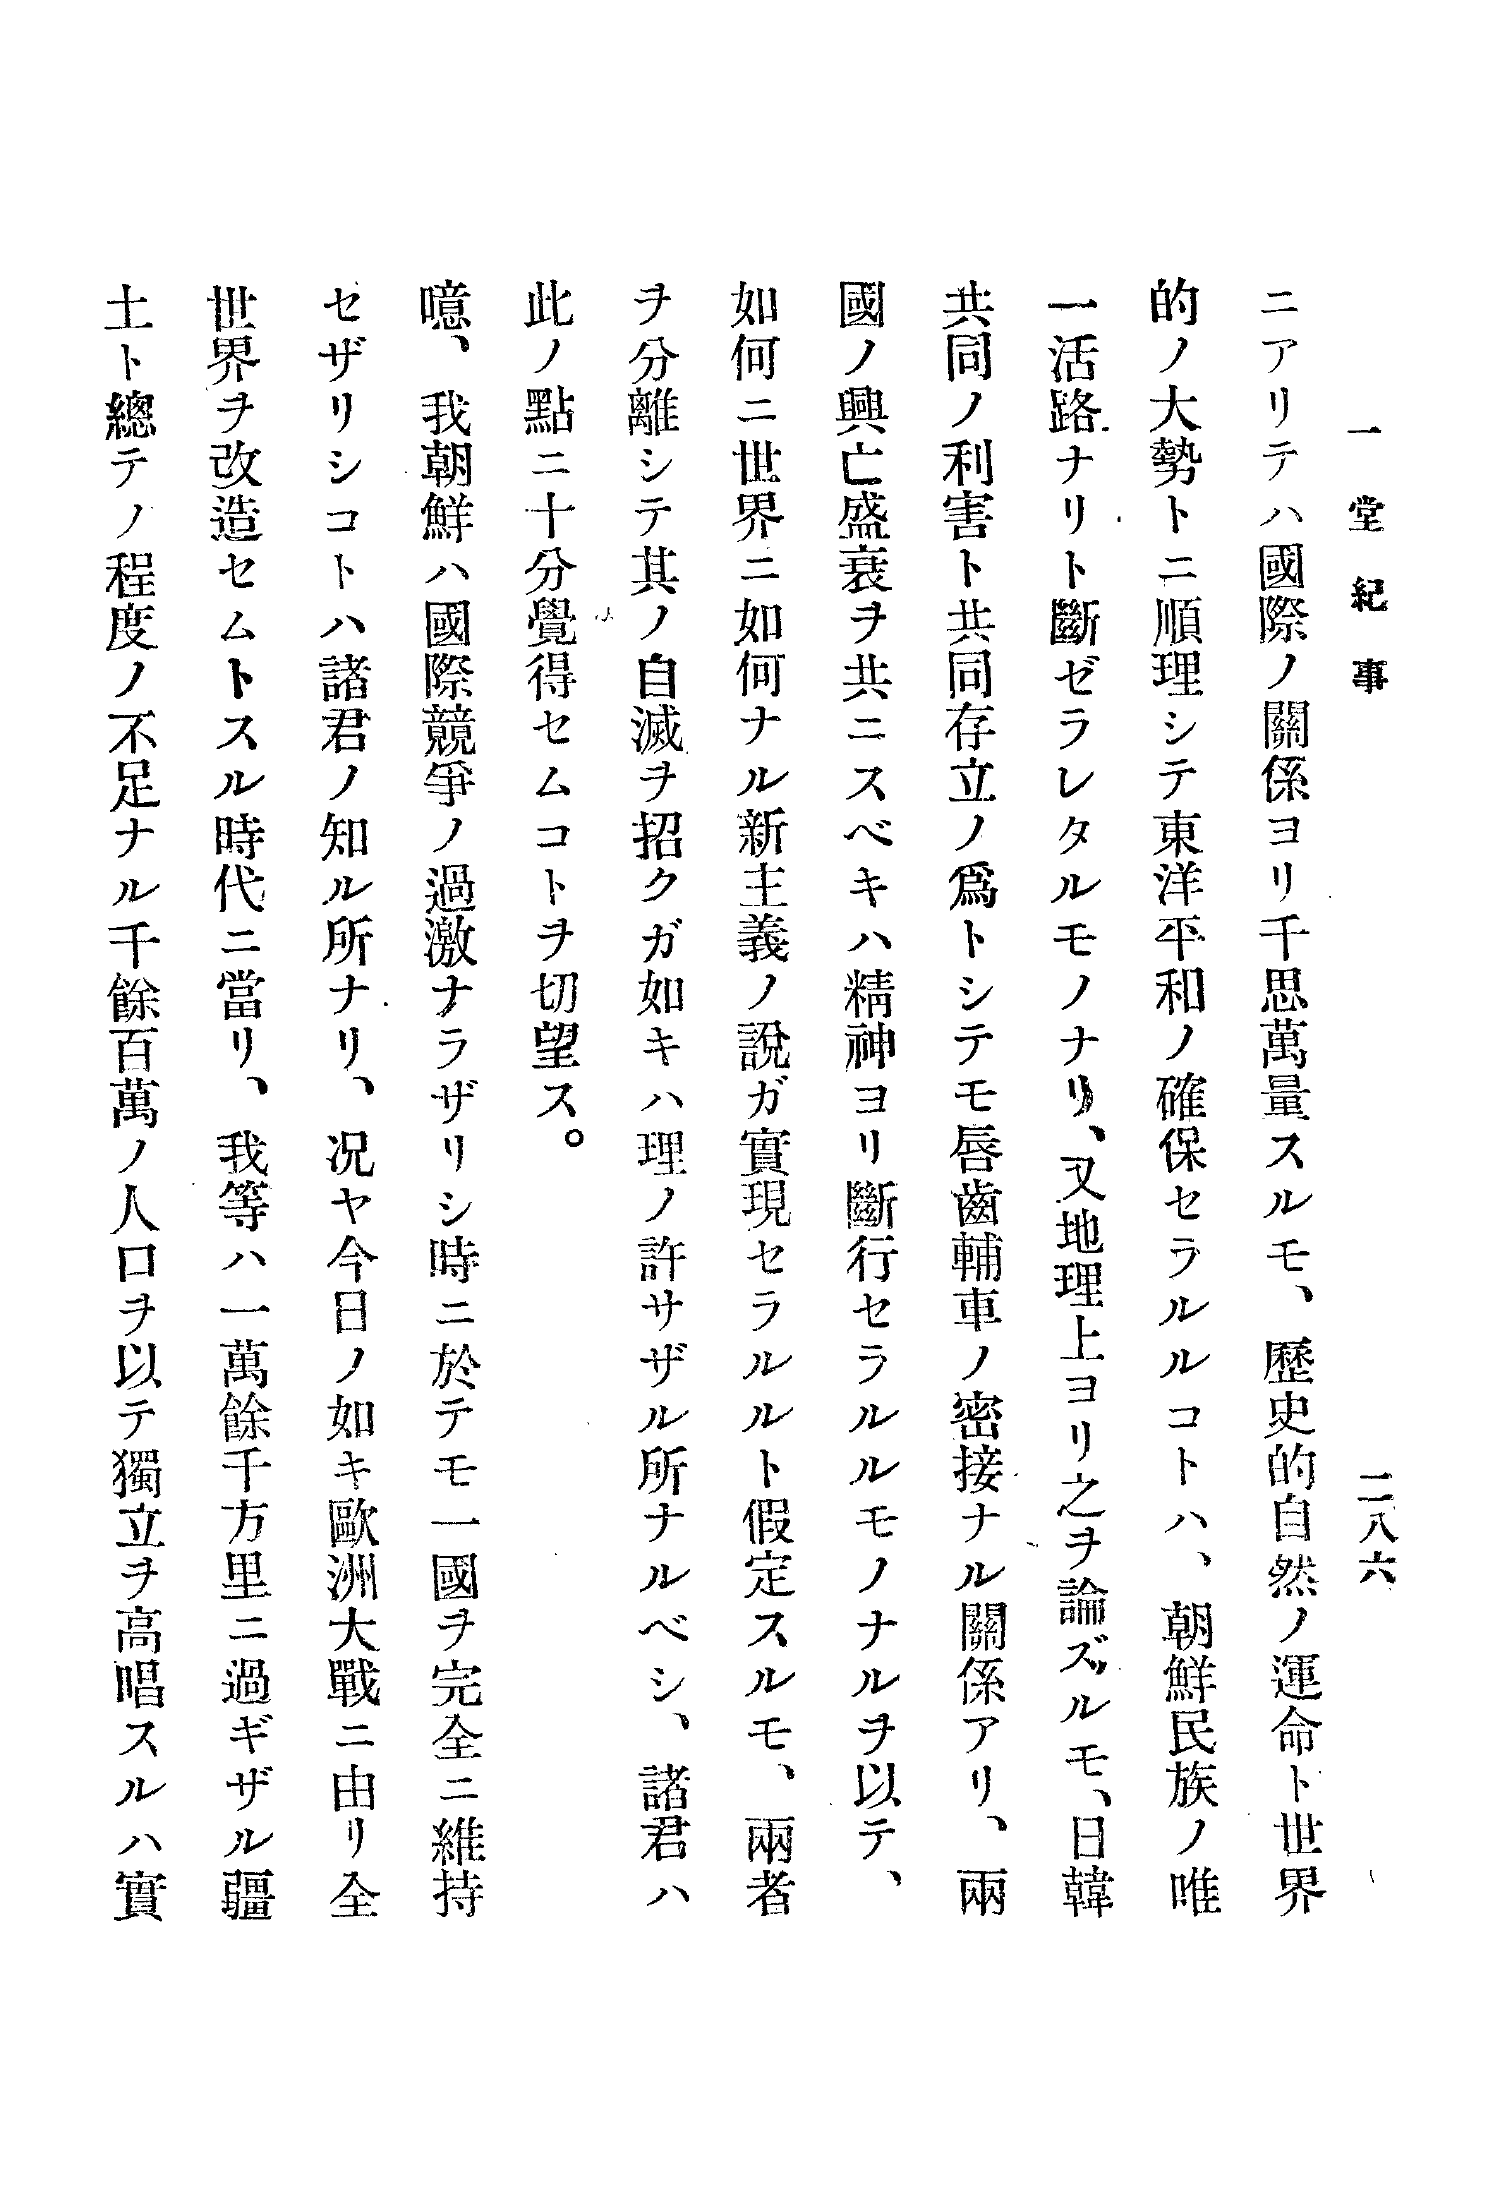 一堂紀事
二八六
ニアリテハ國際ノ關係ヨリ千思萬量スルモ、歷史的自然ノ運命ト世界
的ノ大勢トニ順理シテ東洋平和ノ確保セラルルコトハ、朝鮮民族ノ唯
一活路ナリト斷ゼラレタルモノナリ、又地理上ヨリ之ヲ論ズルモ、日韓
共同ノ利害ト共同存立ノ爲トシテモ唇齒輔車ノ密接ナル關係アリ、兩
國ノ興亡盛衰ヲ共ニスベキハ精神ヨリ斷行セラルルモノナルヲ以テ、
如何ニ世界ニ如何ナル新主義ノ說ガ實現セラルルト假定スルモ、兩者
ヲ分離シテ其ノ自滅ヲ招クガ如キハ理ノ許サザル所ナルベシ、諸君ハ
此ノ點ニ十分覺得セムコトヲ切望ス。
噫、我朝鮮ハ國際競爭ノ過激ナラザリシ時ニ於テモ一國ヲ完全ニ維持
セザリシコトハ諸君ノ知ル所ナリ、况ヤ今日ノ如キ歐洲大戰ニ由リ全
世界ヲ改造セムトスル時代ニ當リ、我等ハ一萬餘千方里ニ過ギザル疆
土ト總テノ程度ノ不足ナル千餘百萬ノ人口ヲ以テ獨立ヲ高唱スルハ實